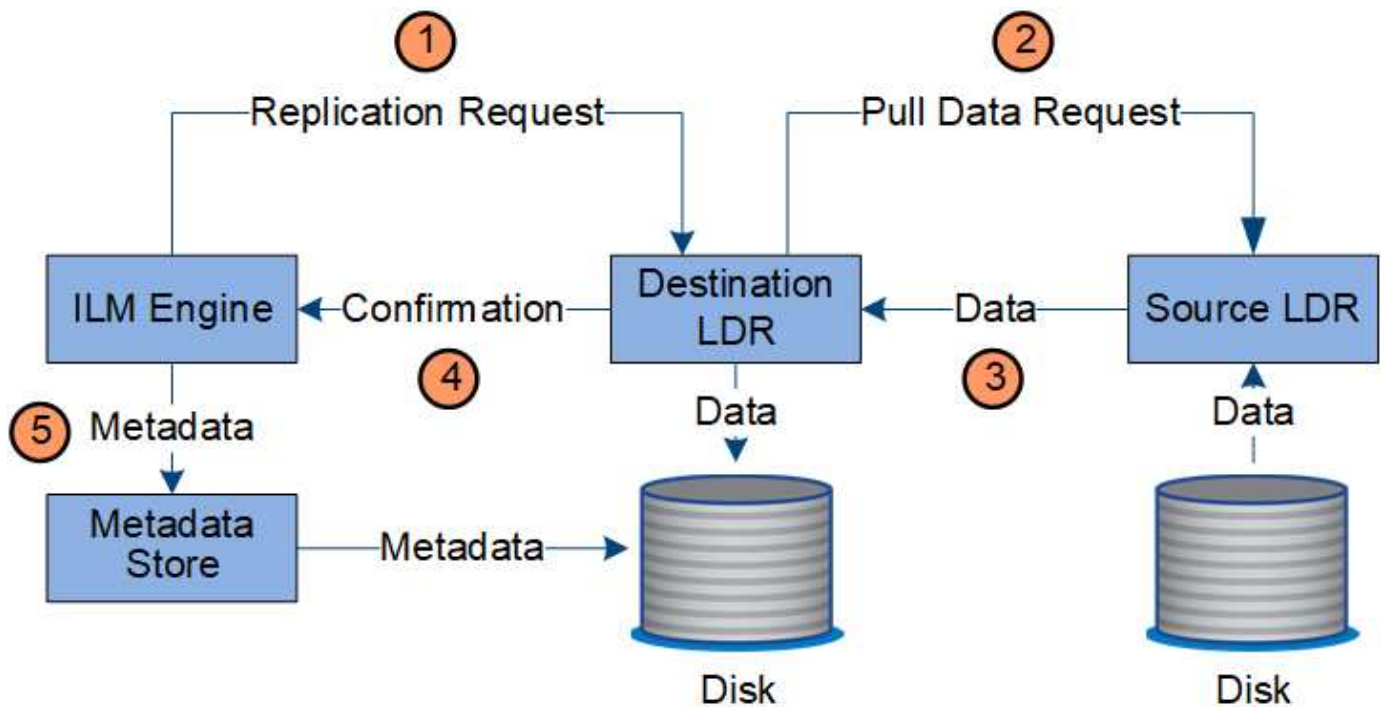 1
2
Replication Request
Pull Data Request
ILM Engine
Confirmation
Destination
LDR
Data
Source LDR
4
3
5
Metadata
Data
Data
Metadata
Store
Metadata
Disk
Disk